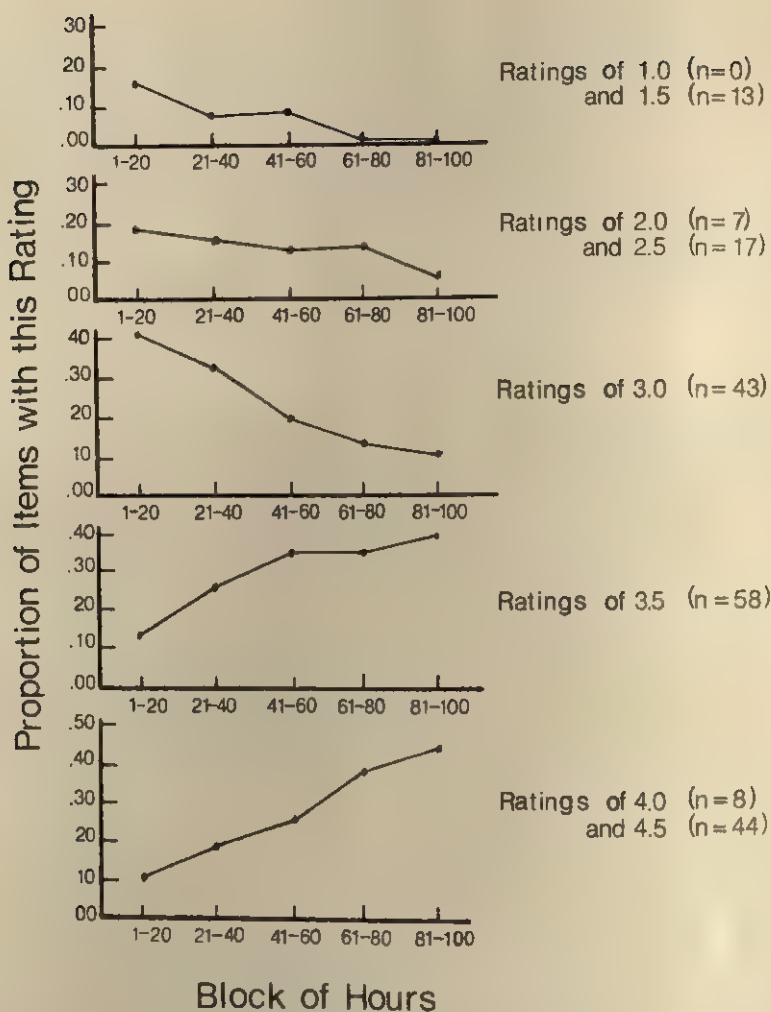 Proportion of Items with this Rating
30
20
.10
.00
1-20 21-40 41-60 61-80 81-100
Ratings of 1.0 (n=0)
and 1.5 (n=13)
30
.20
.10
00
1-20 21-40 41-60 61-80 81-100
Ratings of 2.0 (n=7)
and 2.5 (n=17)
40
.30
20
10
.00
1-20 21-40 41-60 61-80 81-100
Ratings of 3.0 (n=43)
.40
.30
.20
.10
.00
1-20 21-40 41-60 61-80 81-100
Ratings of 3.5 (n=58)
.50
.40
.30
.20
10
00
1-20 21-40 41-60 61-80 81-100
Ratings of 4.0 (n=8)
and 4.5 (n=44)
Block of Hours